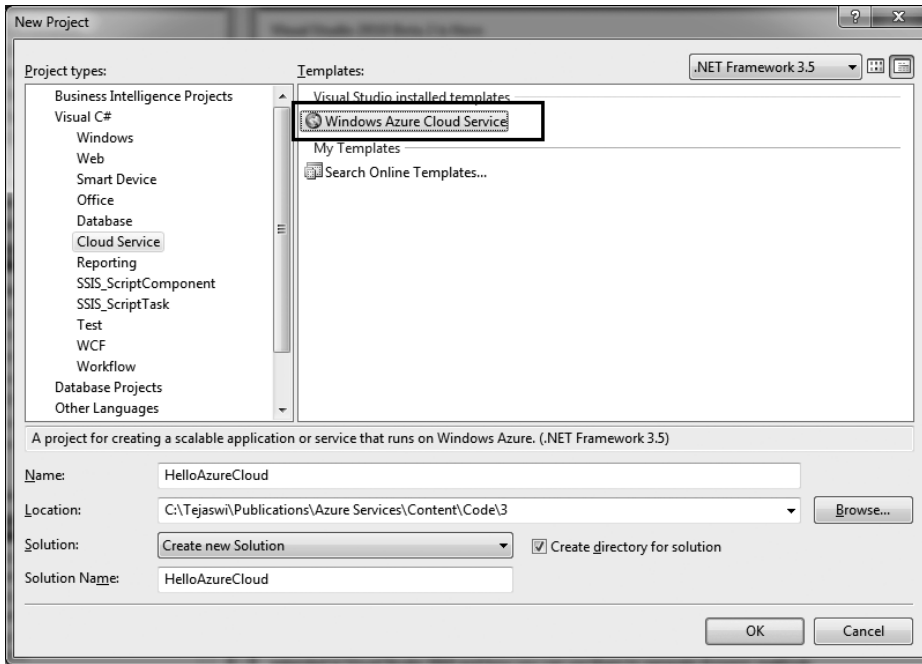 New Project
Project types:
Templates:
.NET Framework 3.5
Business Intelligence Projects
Visual C#
Windows
Web
Smart Device
Office
Database
Cloud Service
Reporting
SSIS_ScriptComponent
SSIS_ScriptTask
Test
WCF
Workflow
Database Projects
Other Languages
Visual Studio installed templates
Windows Azure Cloud Service
My Templates
Search Online Templates...
A project for creating a scalable application or service that runs on Windows Azure. (.NET Framework 3.5)
Name:
HelloAzureCloud
Location:
C:\Tejaswi\Publications\Azure Services\Content\Code\3
Browse...
Solution:
Create new Solution
Create directory for solution
Solution Name:
HelloAzureCloud
OK
Cancel